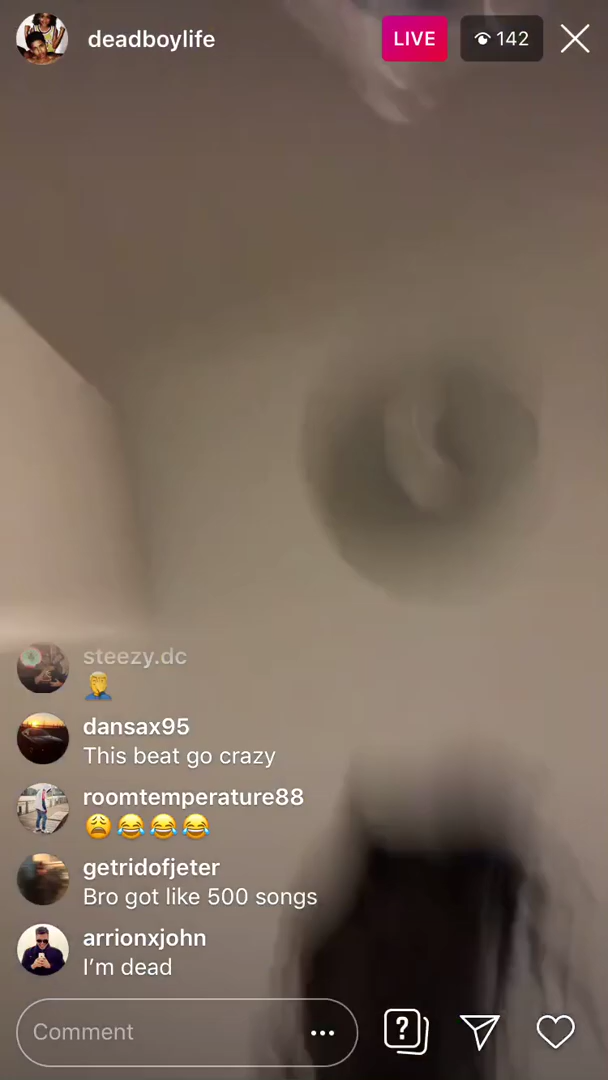 deadboylife
LIVE
142
steezy.dc
🤦‍♂️
dansax95
This beat go crazy
roomtemperature88
😩😂😂😂
getridofjeter
Bro got like 500 songs
arrionxjohn
I’m dead
Comment